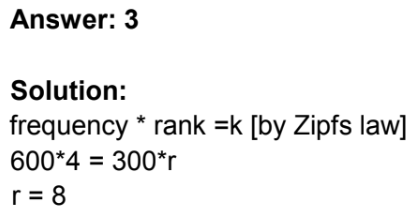 Answer: 3
Solution:
frequency * rank =k [by Zipfs law]
600*4 = 300*r
r = 8